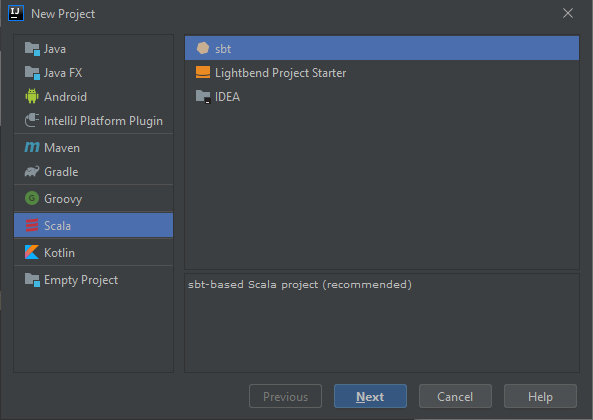 New Project
Java
Java FX
Android
IntelliJ Platform Plugin
Maven
Gradle
Groovy
Scala
Kotlin
Empty Project
sbt
Lightbend Project Starter
IDEA
sbt-based Scala project (recommended)
Previous
Next
Cancel
Help